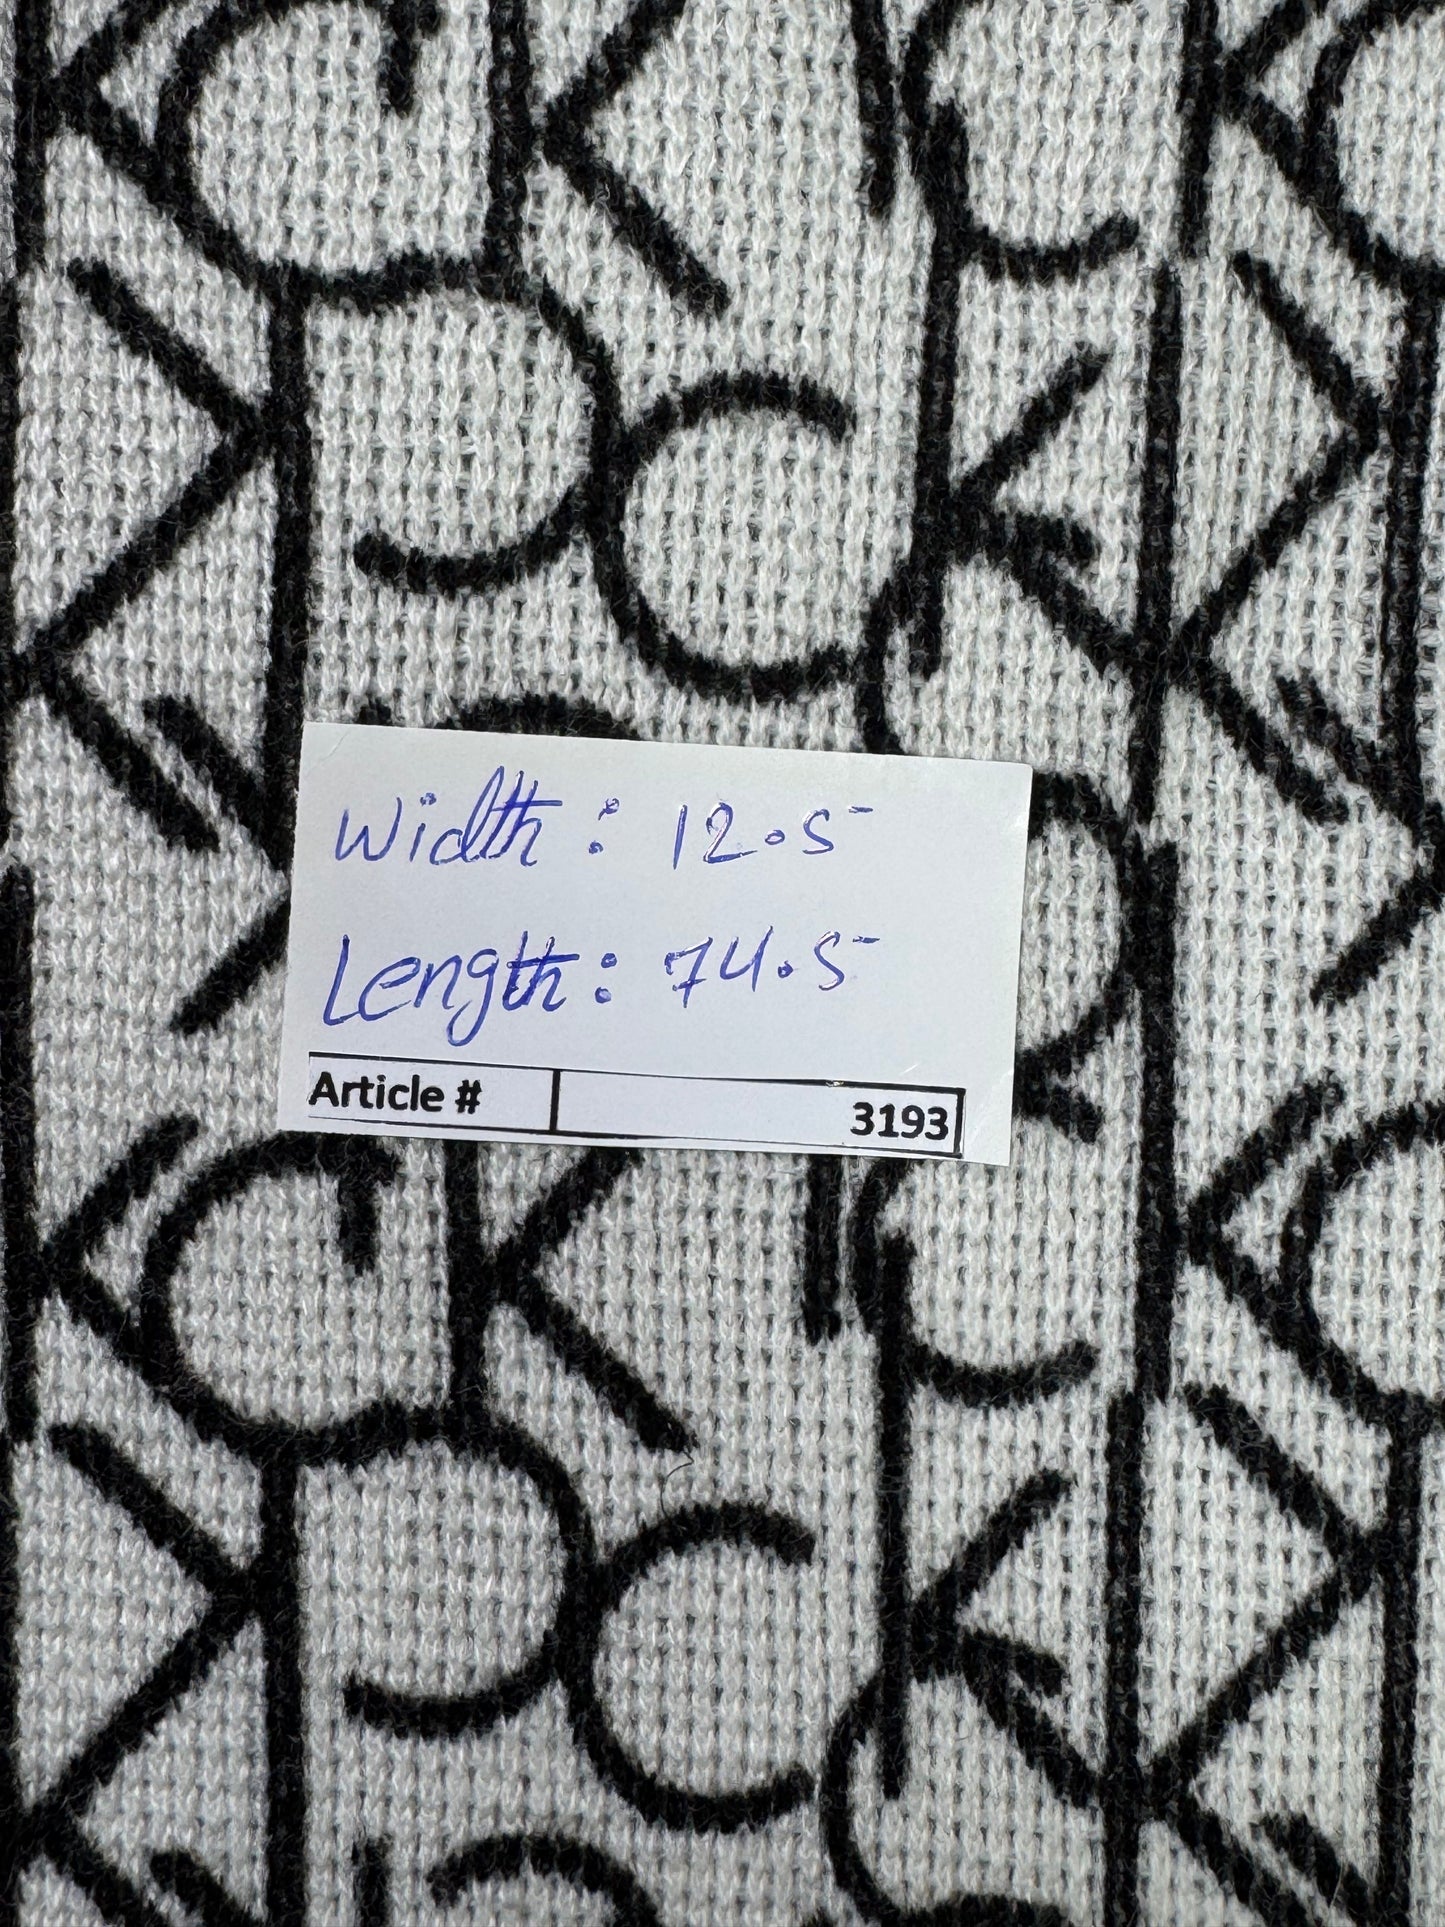 Width : 12.5
Length : 74.5
Article # 3193